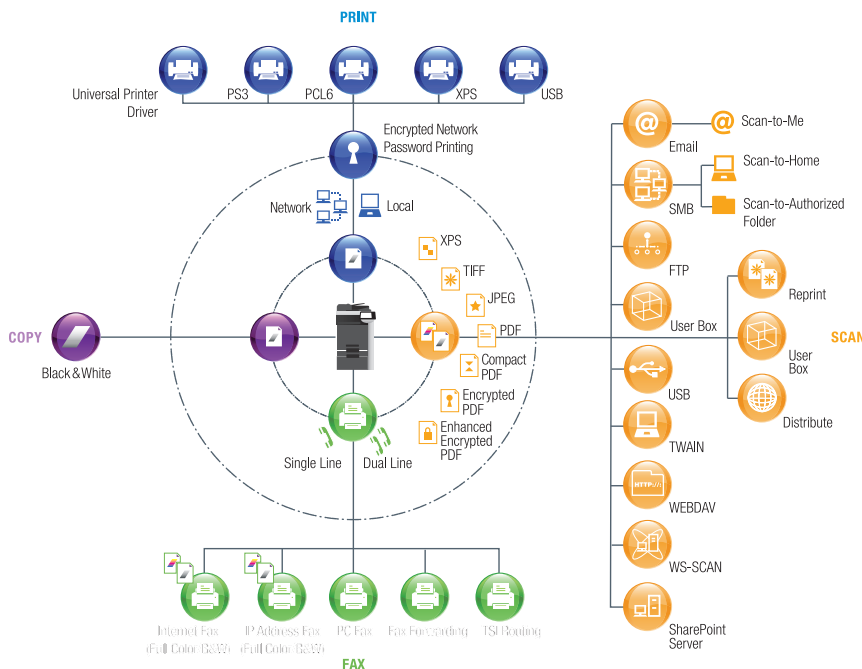 PRINT
Universal Printer
Driver
PS3
PCL6
XPS
USB
Encrypted Network
Password Printing
Network
Local
XPS
TIFF
JPEG
PDF
Compact
PDF
Encrypted
PDF
Enhanced
Encrypted
PDF
COPY
Black & White
Single Line
Dual Line
@
Email
@
Scan-to-Me
SMB
Scan-to-Home
Scan-to-Authorized
Folder
FTP
User Box
Reprint
User
Box
Distribute
SCAN
USB
TWAIN
HTTP://
WEBDAV
WS-SCAN
SharePoint
Server
Internet Fax
(Full Color B&W)
IP Address Fax
(Full Color B&W)
PC Fax
Fax Forwarding
TSI Routing
FAX